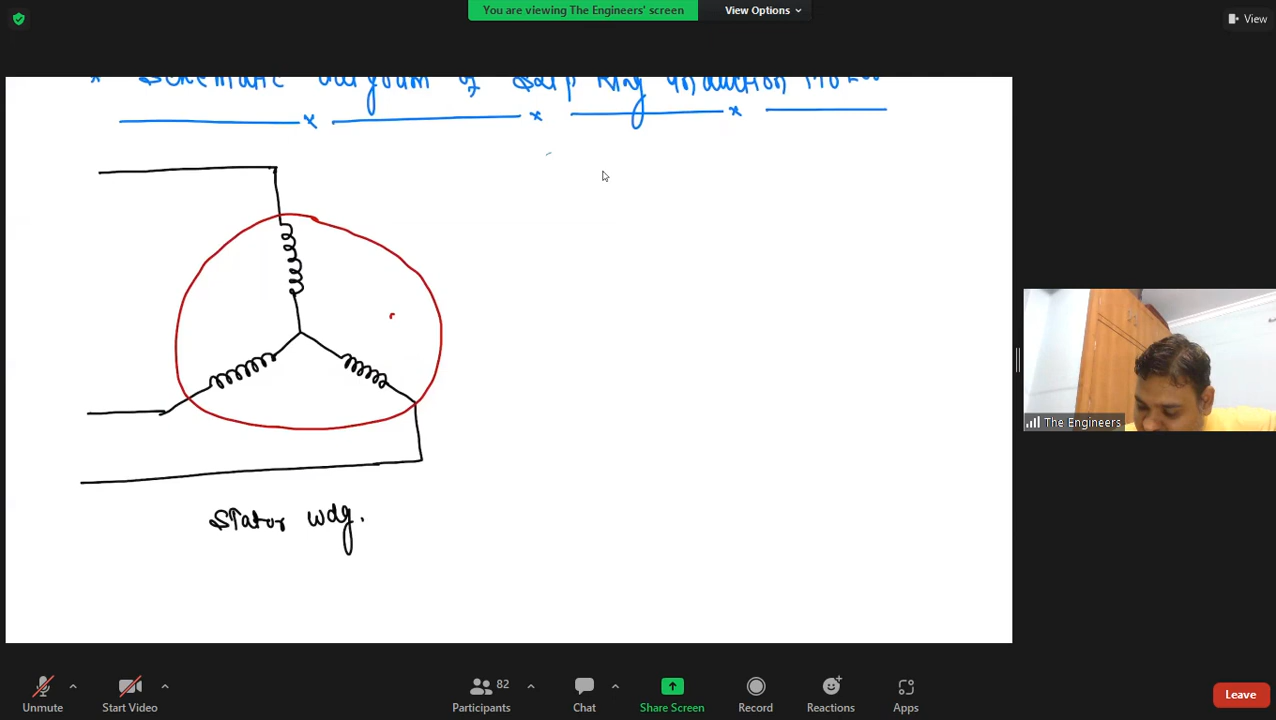 You are viewing The Engineers' screen
View Options
View
* Schematic diagram of Slip Ring Induction Motor
Stator wdg.
The Engineers
Unmute
Start Video
82
Participants
Chat
Share Screen
Record
Reactions
Apps
Leave